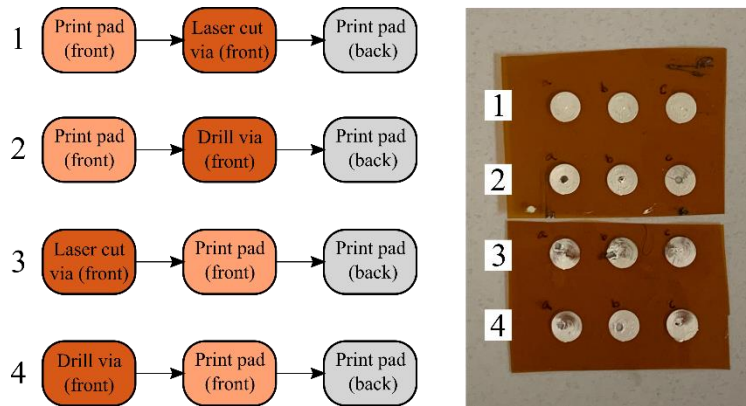 1
Print pad
(front)
Laser cut
via (front)
Print pad
(back)
2
Print pad
(front)
Drill via
(front)
Print pad
(back)
3
Laser cut
via (front)
Print pad
(front)
Print pad
(back)
4
Drill via
(front)
Print pad
(front)
Print pad
(back)
1
a b c
2
a b c
3
a b c
4
a b c